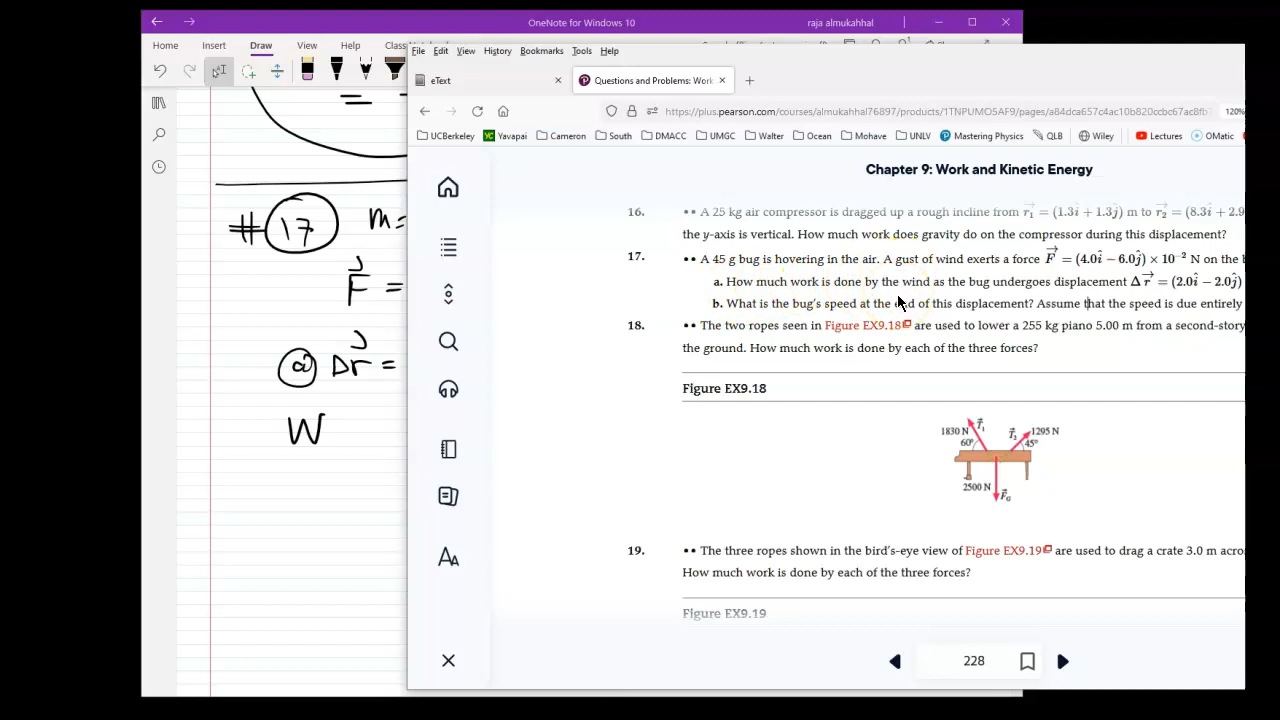 OneNote for Windows 10
raja almukahhal
Home Insert Draw View Help Class
File Edit View History Bookmarks Tools Help
eText
Questions and Problems: Work
https://plus.pearson.com/courses/almukahhal76897/products/1TNPUMO5AF9/pages/a84dca657c4ac10b820cdbc67ac8fb
120%
UCBerkeley Yavapai Cameron South DMACC UMGC Walter Ocean Mohave UNLV Mastering Physics QLB Wiley Lectures OMatic
Chapter 9: Work and Kinetic Energy
16. •• A 25 kg air compressor is dragged up a rough incline from r⃗₁ = (1.3î + 1.3ĵ) m to r⃗₂ = (8.3î + 2.9
the y-axis is vertical. How much work does gravity do on the compressor during this displacement?
17. •• A 45 g bug is hovering in the air. A gust of wind exerts a force F⃗ = (4.0î − 6.0ĵ) × 10⁻² N on the b
a. How much work is done by the wind as the bug undergoes displacement Δr⃗ = (2.0î − 2.0ĵ)
b. What is the bug's speed at the end of this displacement? Assume that the speed is due entirely
18. •• The two ropes seen in Figure EX9.18 are used to lower a 255 kg piano 5.00 m from a second-story
the ground. How much work is done by each of the three forces?
Figure EX9.18
1830 N T⃗₁ T⃗₂ 1295 N
60° 45°
2500 N F⃗G
19. •• The three ropes shown in the bird's-eye view of Figure EX9.19 are used to drag a crate 3.0 m acro
How much work is done by each of the three forces?
Figure EX9.19
228
AA
# 17 m=
F⃗ =
a Δr⃗ =
W